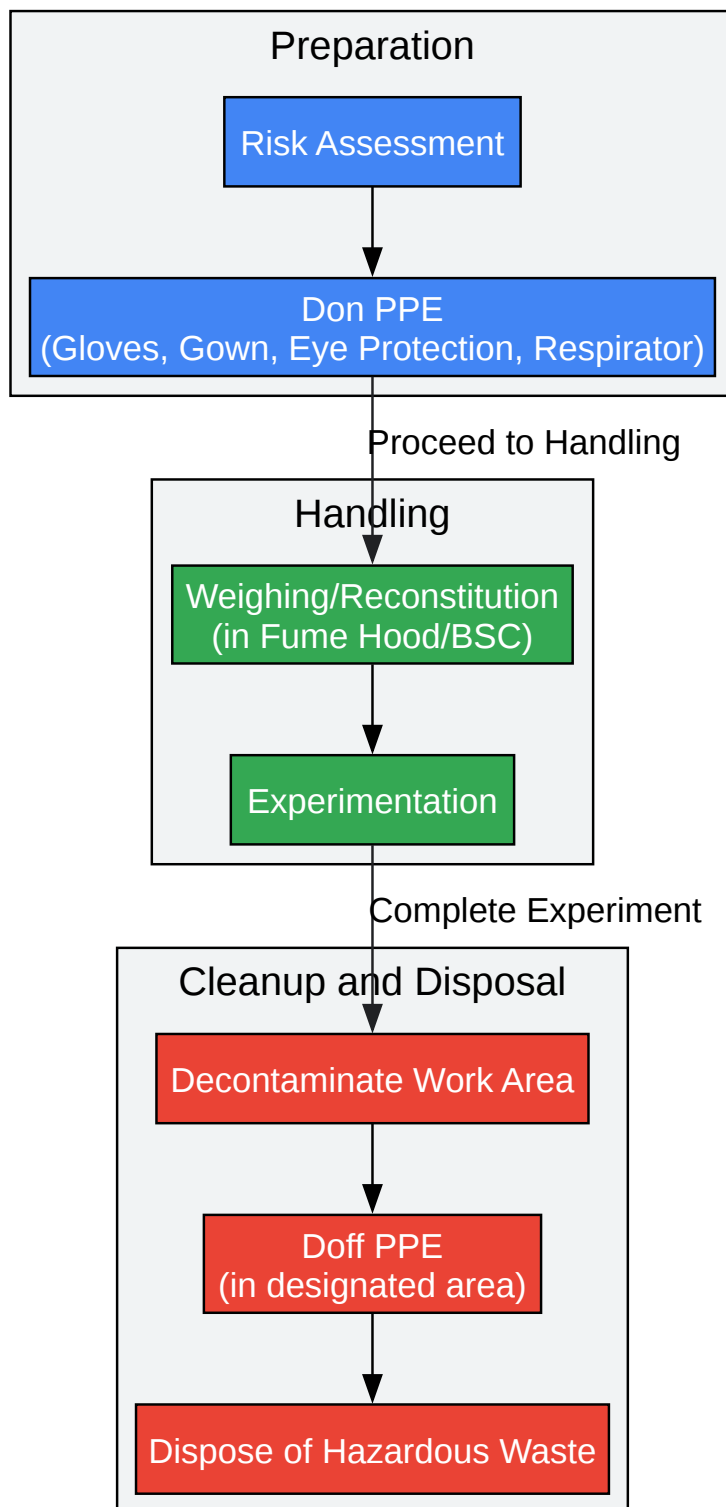 Preparation
Risk Assessment
Don PPE
(Gloves, Gown, Eye Protection, Respirator)
Proceed to Handling
Handling
Weighing/Reconstitution
(in Fume Hood/BSC)
Experimentation
Complete Experiment
Cleanup and Disposal
Decontaminate Work Area
Doff PPE
(in designated area)
Dispose of Hazardous Waste